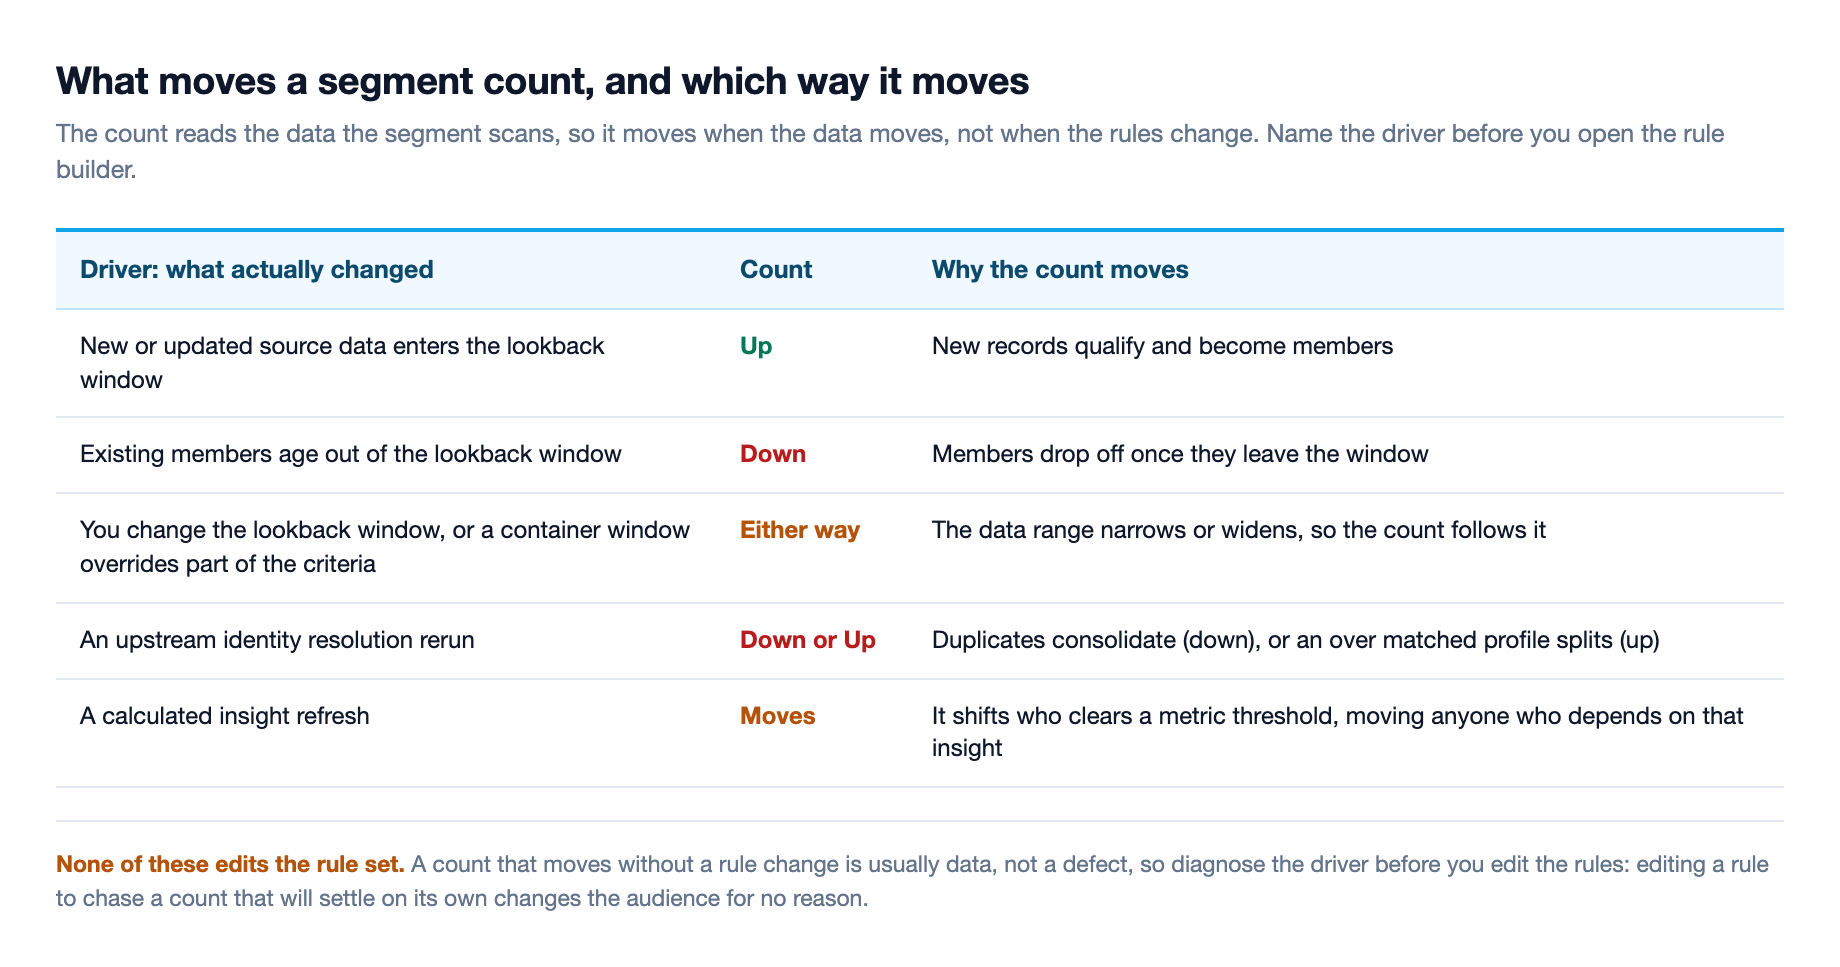 What moves a segment count, and which way it moves
The count reads the data the segment scans, so it moves when the data moves, not when the rules change. Name the driver before you open the rule
builder.
Driver: what actually changed Count Why the count moves
New or updated source data enters the lookback Up New records qualify and become members
window
Existing members age out of the lookback window Down Members drop off once they leave the window
You change the lookback window, or a container window Either way The data range narrows or widens, so the count follows it
overrides part of the criteria
An upstream identity resolution rerun Down or Up Duplicates consolidate (down), or an over matched profile splits (up)
A calculated insight refresh Moves It shifts who clears a metric threshold, moving anyone who depends on that
insight
None of these edits the rule set. A count that moves without a rule change is usually data, not a defect, so diagnose the driver before you edit the rules: editing a rule
to chase a count that will settle on its own changes the audience for no reason.